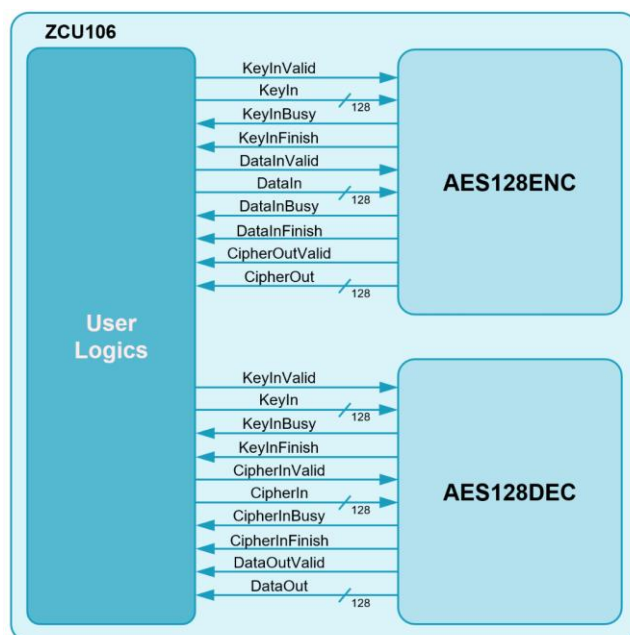 ZCU106
KeyInValid
KeyIn
128
KeyInBusy
KeyInFinish
DataInValid
DataIn
128
DataInBusy
DataInFinish
CipherOutValid
CipherOut
128
AES128ENC
User
Logics
KeyInValid
KeyIn
128
KeyInBusy
KeyInFinish
CipherInValid
CipherIn
128
CipherInBusy
CipherInFinish
DataOutValid
DataOut
128
AES128DEC